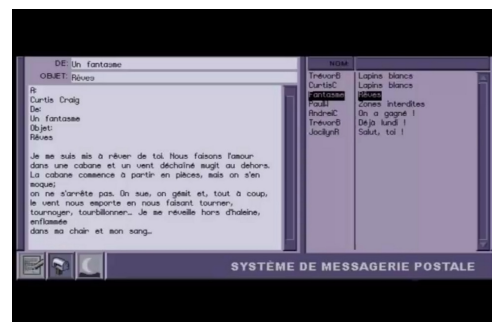 DE: Un fantasme
OBJET: Rêves
A:
Curtis Craig
De:
Un fantasme
Objet:
Rêves
Je me suis mis à rêver de toi. Nous faisons l'amour
dans une cabane et un vent déchaîné mugit au dehors.
La cabane commence à partir en pièces, mais on s'en
moque;
on ne s'arrête pas. On sue, on gémit et, tout à coup,
le vent nous emporte en nous faisant tourner,
tournoyer, tourbillonner... Je me réveille hors d'haleine,
enflammée
dans ma chair et mon sang...
NOM
TrevorB Lapins blancs
CurtisC Lapins blancs
Fantasme Rêves
PaulW Zones interdites
AndreiC On a gagné !
TrevorB Déja lundi !
JocilynR Salut, toi !
SYSTÈME DE MESSAGERIE POSTALE